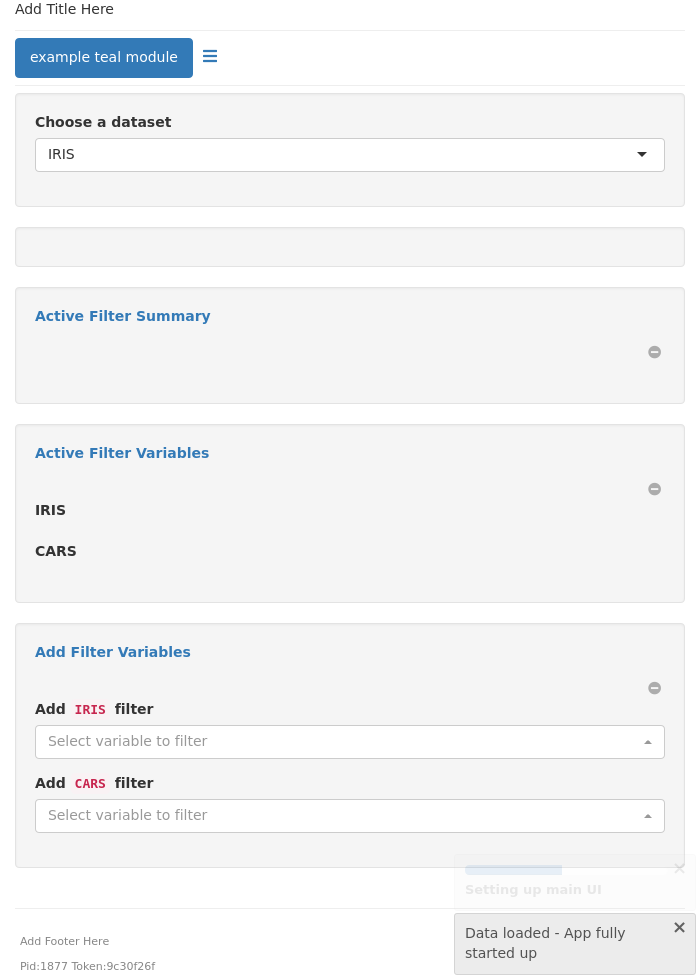 Add Title Here
example teal module
Choose a dataset
IRIS
Active Filter Summary
Active Filter Variables
IRIS
CARS
Add Filter Variables
Add IRIS filter
Select variable to filter
Add CARS filter
Select variable to filter
Setting up main UI
Data loaded - App fully
started up
Add Footer Here
Pid:1877 Token:9c30f26f